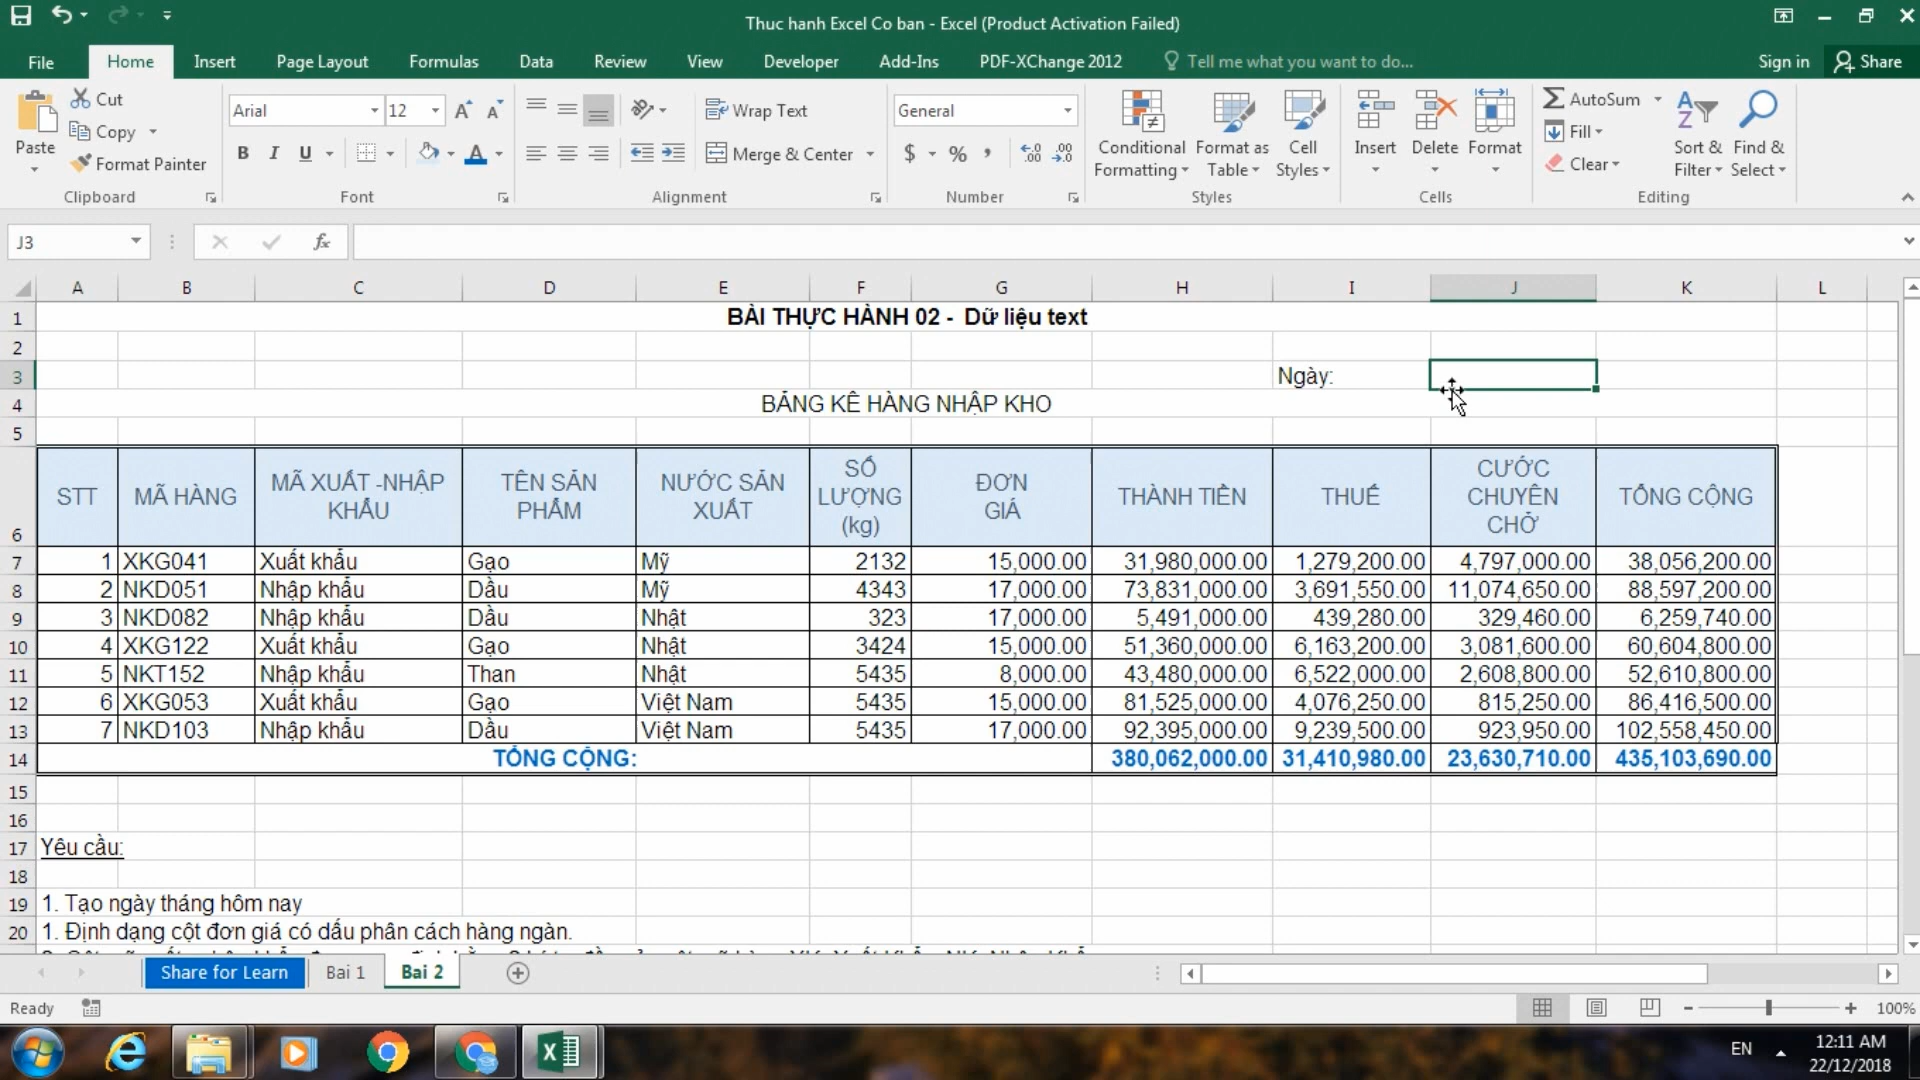 Thuc hanh Excel Co ban - Excel (Product Activation Failed)
File Home Insert Page Layout Formulas Data Review View Developer Add-Ins PDF-XChange 2012 Tell me what you want to do... Sign in Share
Paste
Cut
Copy
Format Painter
Arial 12
B I U
Wrap Text
Merge & Center
General
$ % ,
Conditional Formatting
Format as Table
Cell Styles
Insert
Delete
Format
AutoSum
Fill
Clear
Sort & Filter
Find & Select
Clipboard Font Alignment Number Styles Cells Editing
J3 fx
A B C D E F G H I J K L
1 BÀI THỰC HÀNH 02 - Dữ liệu text
2
3 Ngày:
4 BẢNG KÊ HÀNG NHẬP KHO
5
6 STT MÃ HÀNG MÃ XUẤT -NHẬP KHẨU TÊN SẢN PHẨM NƯỚC SẢN XUẤT SỐ LƯỢNG (kg) ĐƠN GIÁ THÀNH TIỀN THUẾ CƯỚC CHUYÊN CHỞ TỔNG CỘNG
7 1 XKG041 Xuất khẩu Gạo Mỹ 2132 15,000.00 31,980,000.00 1,279,200.00 4,797,000.00 38,056,200.00
8 2 NKD051 Nhập khẩu Dầu Mỹ 4343 17,000.00 73,831,000.00 3,691,550.00 11,074,650.00 88,597,200.00
9 3 NKD082 Nhập khẩu Dầu Nhật 323 17,000.00 5,491,000.00 439,280.00 329,460.00 6,259,740.00
10 4 XKG122 Xuất khẩu Gạo Nhật 3424 15,000.00 51,360,000.00 6,163,200.00 3,081,600.00 60,604,800.00
11 5 NKT152 Nhập khẩu Than Nhật 5435 8,000.00 43,480,000.00 6,522,000.00 2,608,800.00 52,610,800.00
12 6 XKG053 Xuất khẩu Gạo Việt Nam 5435 15,000.00 81,525,000.00 4,076,250.00 815,250.00 86,416,500.00
13 7 NKD103 Nhập khẩu Dầu Việt Nam 5435 17,000.00 92,395,000.00 9,239,500.00 923,950.00 102,558,450.00
14 TỔNG CỘNG: 380,062,000.00 31,410,980.00 23,630,710.00 435,103,690.00
15
16
17 Yêu cầu:
18
19 1. Tạo ngày tháng hôm nay
20 1. Định dạng cột đơn giá có dấu phân cách hàng ngàn.
Share for Learn Bai 1 Bai 2
Ready 100%
EN 12:11 AM
22/12/2018